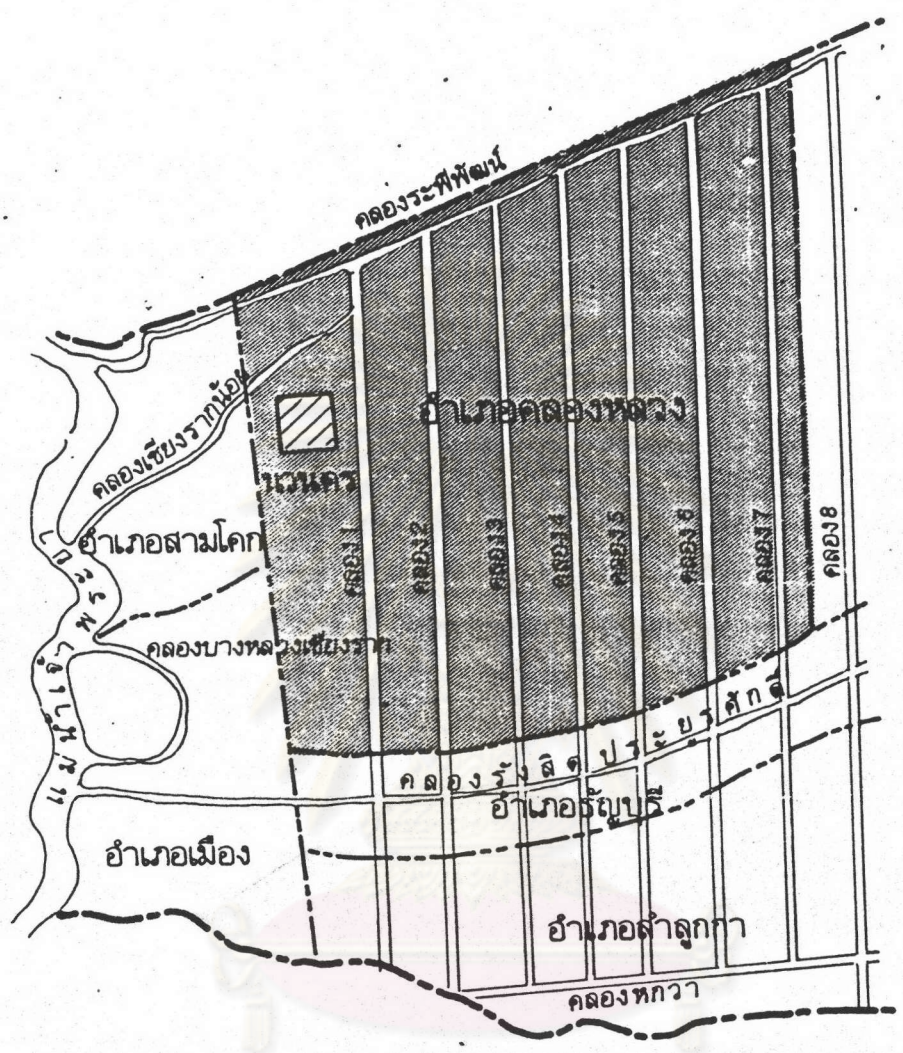 คลองระพีพัฒน์
คลองเชียงรากน้อย
อำเภอคลองหลวง
นวนคร
อำเภอสามโคก
คลอง 1
คลอง 2
คลอง 3
คลอง 4
คลอง 5
คลอง 6
คลอง 7
คลอง 8
คลองบางหลวงเชียงราก
แม่น้ำเจ้าพระยา
คลองรังสิตประยูรศักดิ์
อำเภอธัญบุรี
อำเภอเมือง
อำเภอลำลูกกา
คลองหกวา